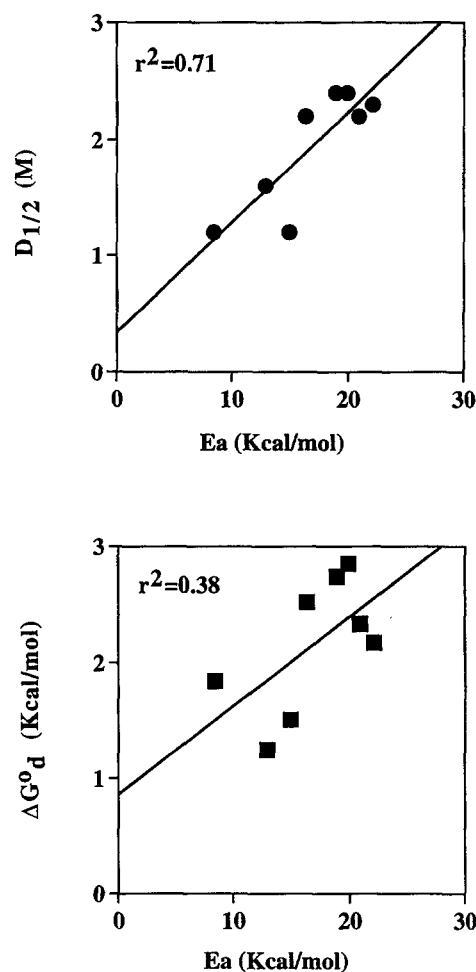 3
r²=0.71
2
D1/2 (M)
1
0
0 10 20 30
Ea (Kcal/mol)
3
r²=0.38
2
ΔG°d (Kcal/mol)
1
0
0 10 20 30
Ea (Kcal/mol)